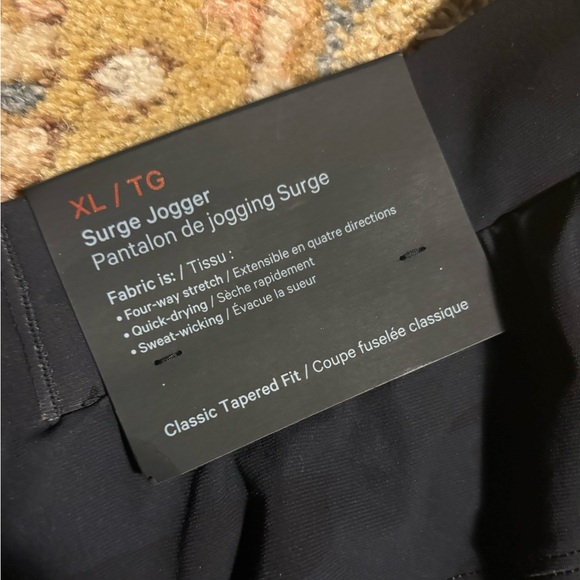 XL / TG
Surge Jogger
Pantalon de jogging Surge
Fabric is: / Tissu :
• Four-way stretch / Extensible en quatre directions
• Quick-drying / Sèche rapidement
• Sweat-wicking / Évacue la sueur
Classic Tapered Fit / Coupe fuselée classique